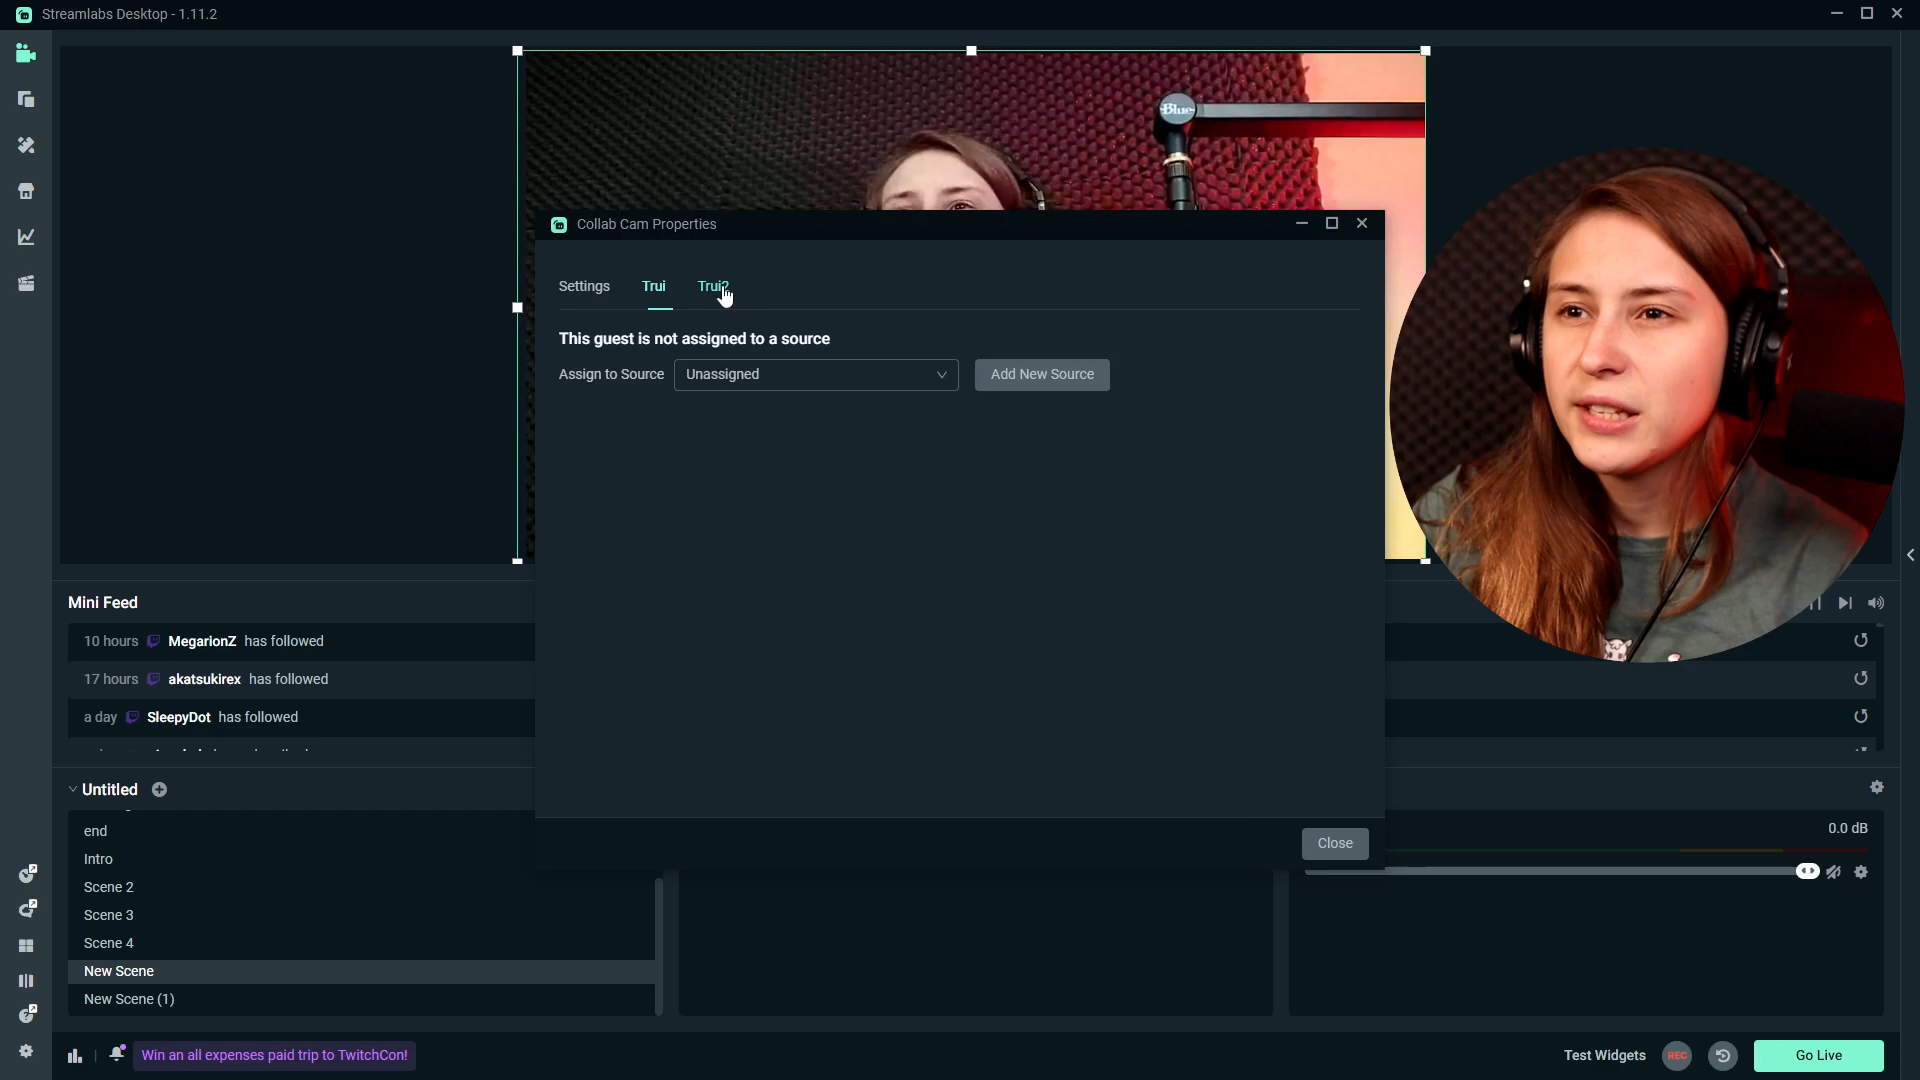 Streamlabs Desktop - 1.11.2
Blue
Collab Cam Properties
Settings
Trui
Trui2
This guest is not assigned to a source
Assign to Source
Unassigned
Add New Source
Mini Feed
10 hours MegarionZ has followed
17 hours akatsukirex has followed
a day SleepyDot has followed
Close
Untitled
0.0 dB
end
Intro
Scene 2
Scene 3
Scene 4
New Scene
New Scene (1)
Win an all expenses paid trip to TwitchCon!
Test Widgets
REC
Go Live